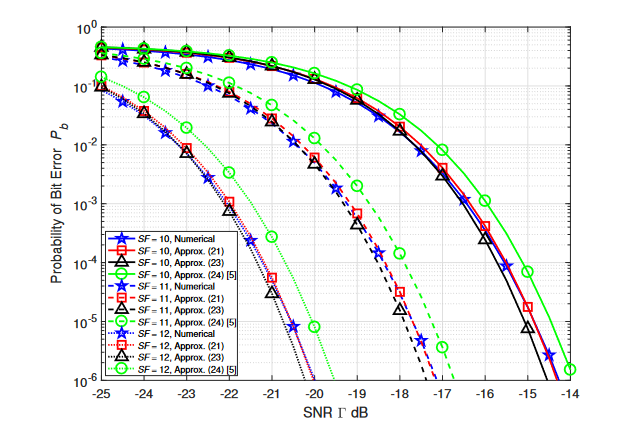 10^0
10^-1
10^-2
10^-3
10^-4
10^-5
10^-6
Probability of Bit Error P_b
SF = 10, Numerical
SF = 10, Approx. (21)
SF = 10, Approx. (23)
SF = 10, Approx. (24) [5]
SF = 11, Numerical
SF = 11, Approx. (21)
SF = 11, Approx. (23)
SF = 11, Approx. (24) [5]
SF = 12, Numerical
SF = 12, Approx. (21)
SF = 12, Approx. (23)
SF = 12, Approx. (24) [5]
-25 -24 -23 -22 -21 -20 -19 -18 -17 -16 -15 -14
SNR Γ dB